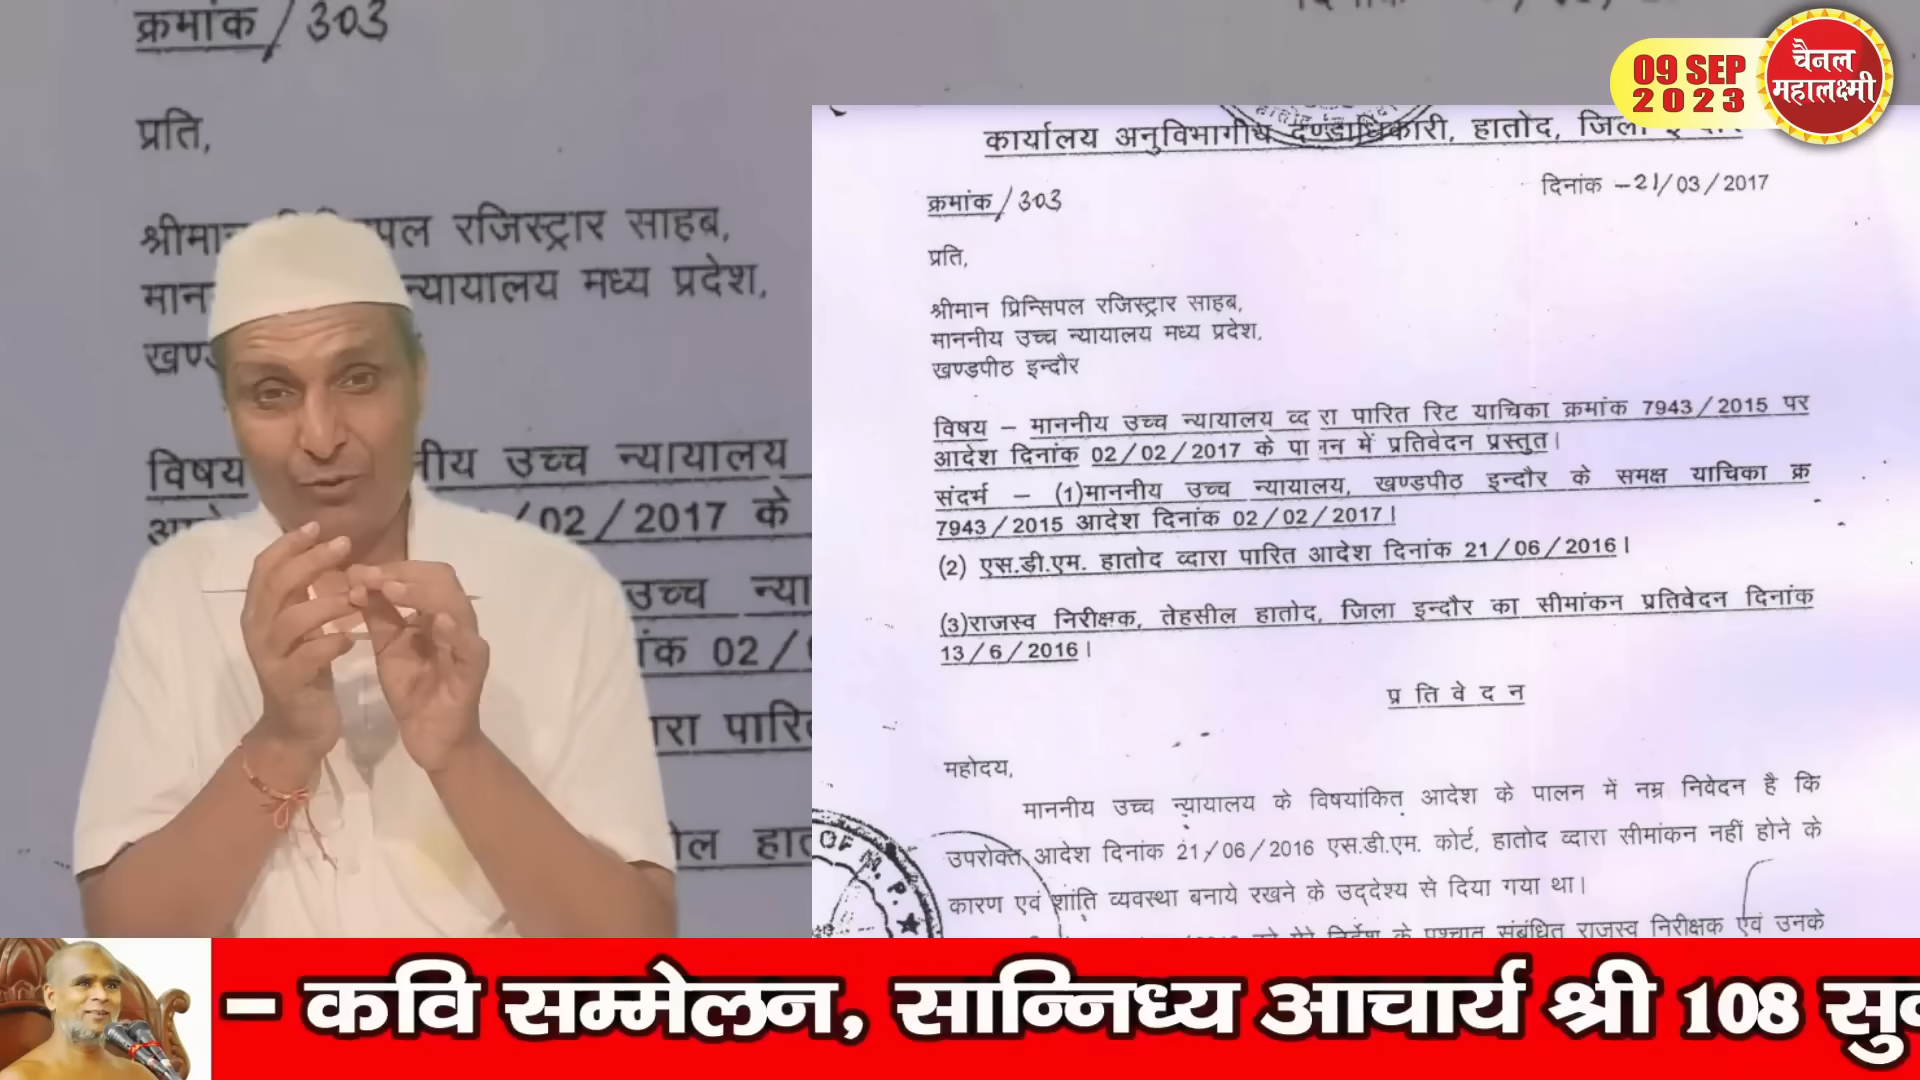 क्रमांक / 303
प्रति,
न्यायालय मध्य प्रदेश,
रजिस्ट्रार साहब,
उच्च न्यायालय
02/2017 के
उच्च
02/
09 SEP
2023
चैनल
महालक्ष्मी
कार्यालय अनुविभागीय दण्डाधिकारी, हातोद, जिला
क्रमांक / 303
दिनांक -21/03/2017
प्रति,
श्रीमान प्रिन्सिपल रजिस्ट्रार साहब,
माननीय उच्च न्यायालय मध्य प्रदेश,
खण्डपीठ इन्दौर
विषय – माननीय उच्च न्यायालय व्द रा पारित रिट याचिका क्रमांक 7943/2015 पर
आदेश दिनांक 02/02/2017 के पा नन में प्रतिवेदन प्रस्तुत।
संदर्भ – (1)माननीय उच्च न्यायालय, खण्डपीठ इन्दौर के समक्ष याचिका क्र
7943/2015 आदेश दिनांक 02/02/2017।
(2) एस.डी.एम. हातोद व्दारा पारित आदेश दिनांक 21/06/2016।
(3)राजस्व निरीक्षक, तेहसील हातोद, जिला इन्दौर का सीमांकन प्रतिवेदन दिनांक
13/6/2016।
प्र ति वे द न
महोदय,
माननीय उच्च न्यायालय के विषयांकित आदेश के पालन में नम्र निवेदन है कि
उपरोक्त आदेश दिनांक 21/06/2016 एस.डी.एम. कोर्ट, हातोद व्दारा सीमांकन नहीं होने के
कारण एवं शांति व्यवस्था बनाये रखने के उद्देश्य से दिया गया था।
के पश्चात संबंधित राजस्व निरीक्षक एवं उनके
OF M. P.
– कवि सम्मेलन, सान्निध्य आचार्य श्री 108